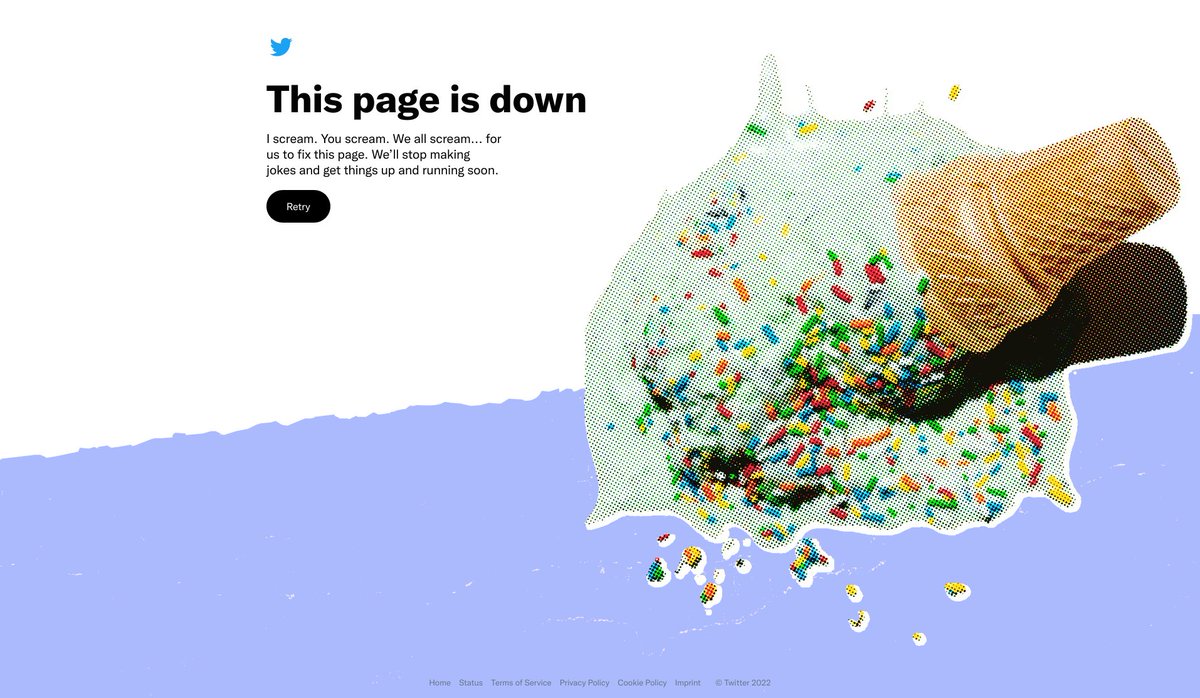 This page is down
I scream. You scream. We all scream... for
us to fix this page. We’ll stop making
jokes and get things up and running soon.
Retry
Home Status Terms of Service Privacy Policy Cookie Policy Imprint © Twitter 2022